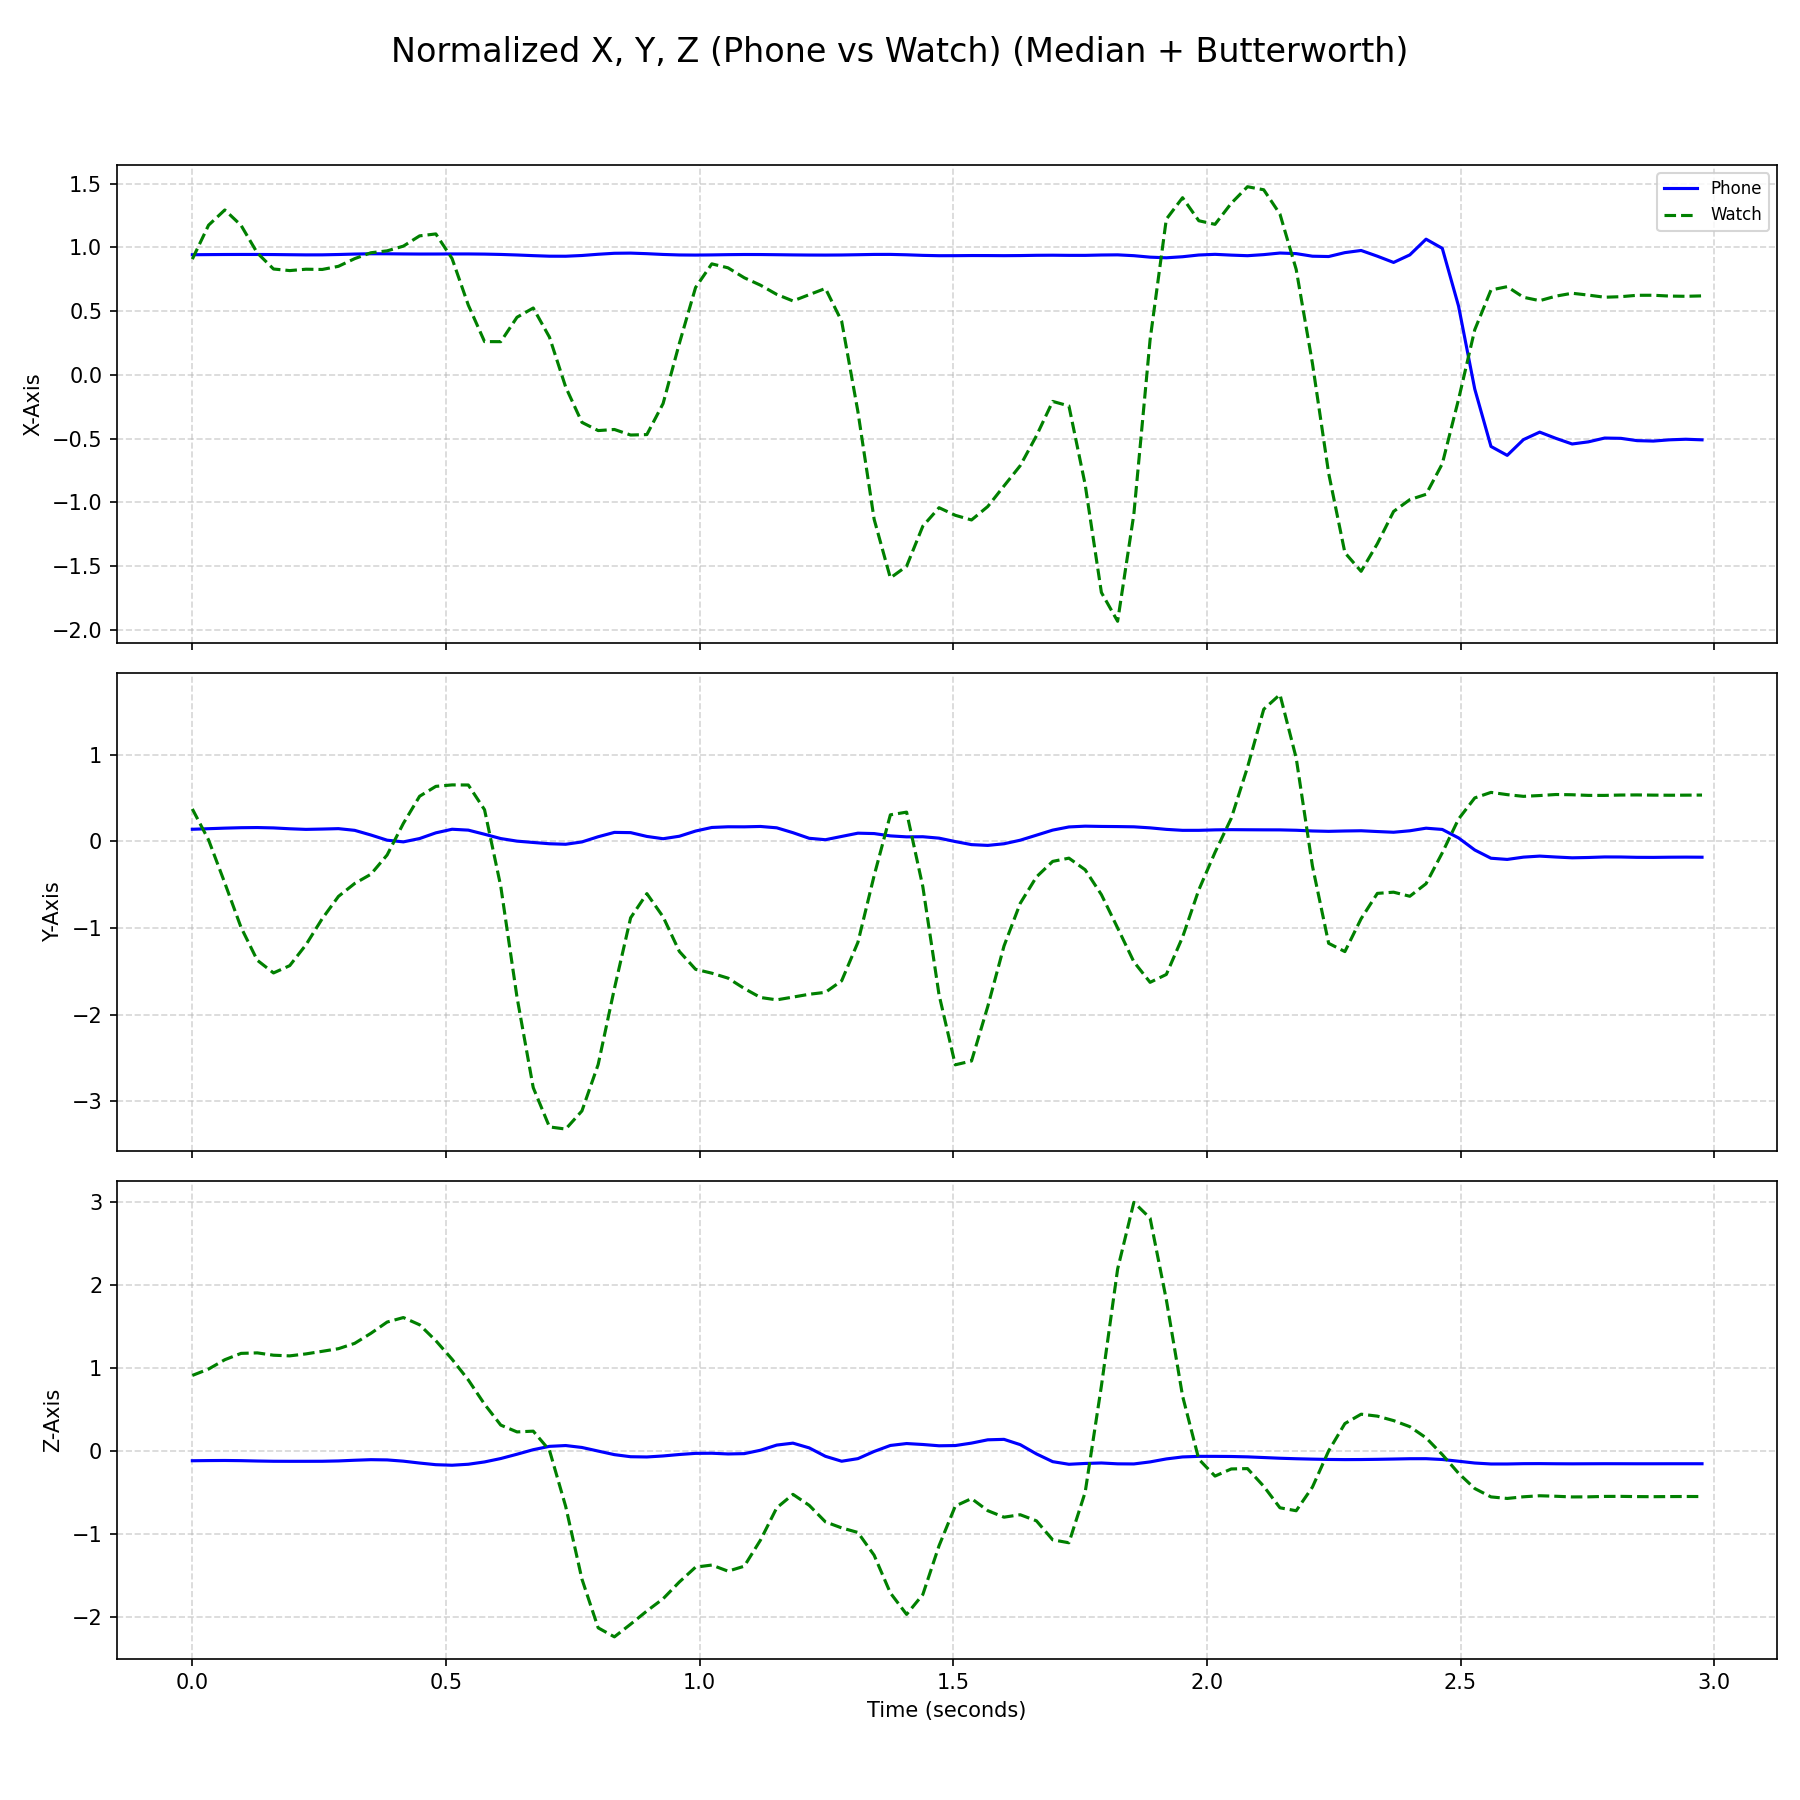 Normalized X, Y, Z (Phone vs Watch) (Median + Butterworth)
Phone
Watch
1.5
1.0
0.5
0.0
−0.5
−1.0
−1.5
−2.0
X-Axis
1
0
−1
−2
−3
Y-Axis
3
2
1
0
−1
−2
Z-Axis
0.0 0.5 1.0 1.5 2.0 2.5 3.0
Time (seconds)